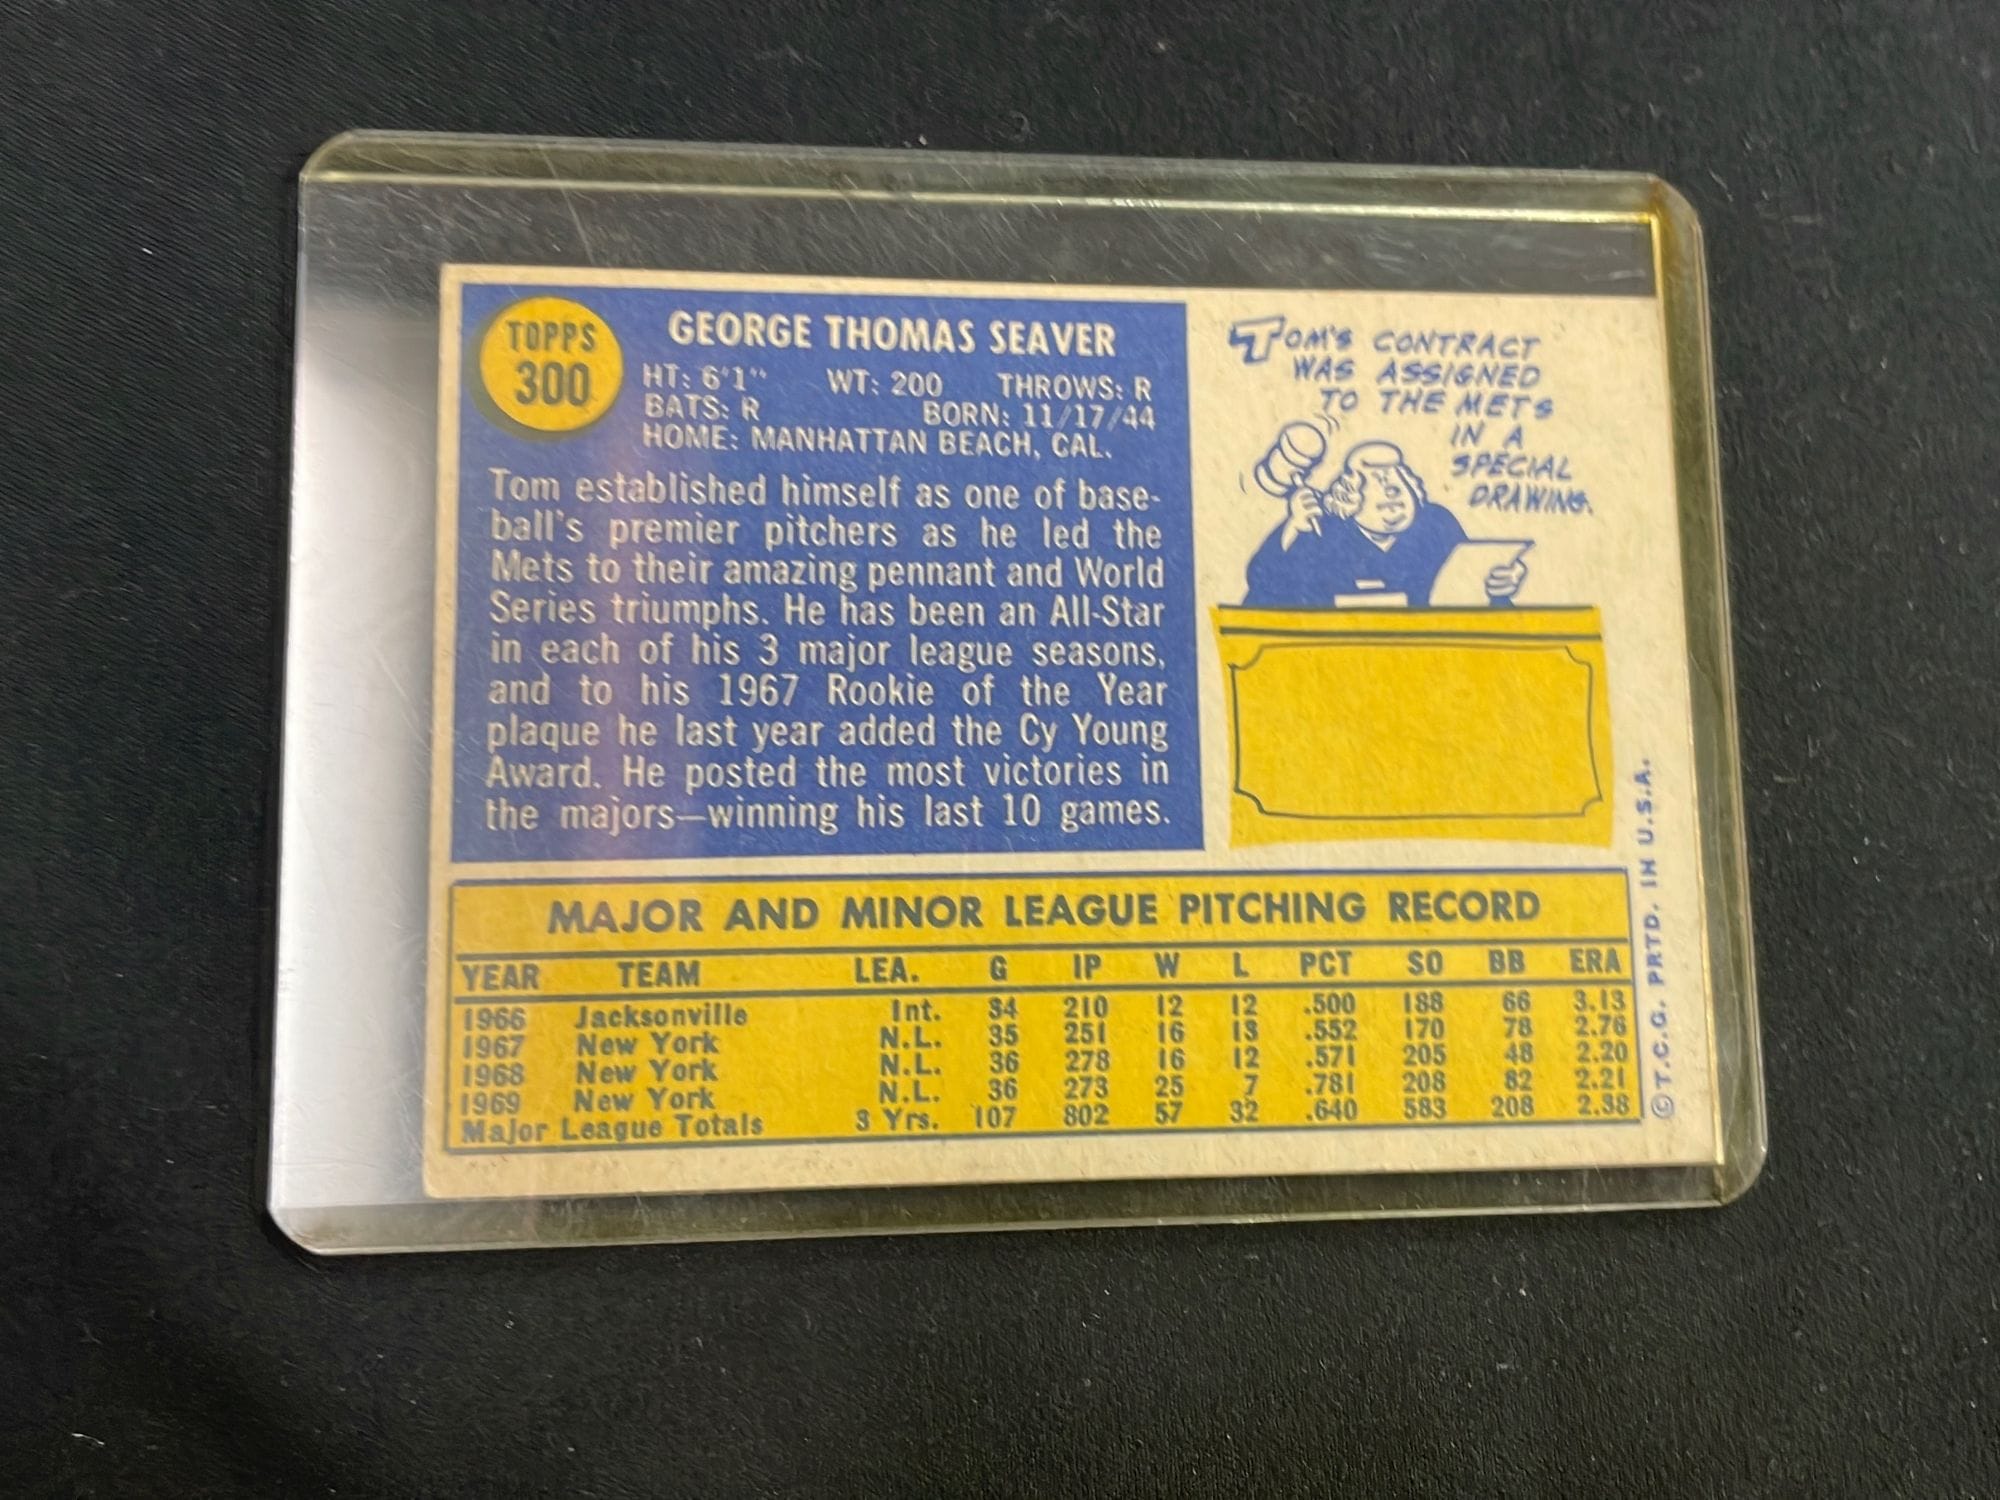 TOPPS
300
GEORGE THOMAS SEAVER
HT: 6'1" WT: 200 THROWS: R
BATS: R BORN: 11/17/44
HOME: MANHATTAN BEACH, CAL.
Tom established himself as one of base-
ball's premier pitchers as he led the
Mets to their amazing pennant and World
Series triumphs. He has been an All-Star
in each of his 3 major league seasons,
and to his 1967 Rookie of the Year
plaque he last year added the Cy Young
Award. He posted the most victories in
the majors—winning his last 10 games.
TOM'S CONTRACT
WAS ASSIGNED
TO THE METS
IN A
SPECIAL
DRAWING.
MAJOR AND MINOR LEAGUE PITCHING RECORD
YEAR TEAM LEA. G IP W L PCT SO BB ERA
1966 Jacksonville Int. 34 210 12 12 .500 188 66 3.13
1967 New York N.L. 35 251 16 13 .552 170 78 2.76
1968 New York N.L. 36 278 16 12 .571 205 48 2.20
1969 New York N.L. 36 273 25 7 .781 208 82 2.21
Major League Totals 3 Yrs. 107 802 57 32 .640 583 208 2.38
© T.C.G. PRTD. IN U.S.A.